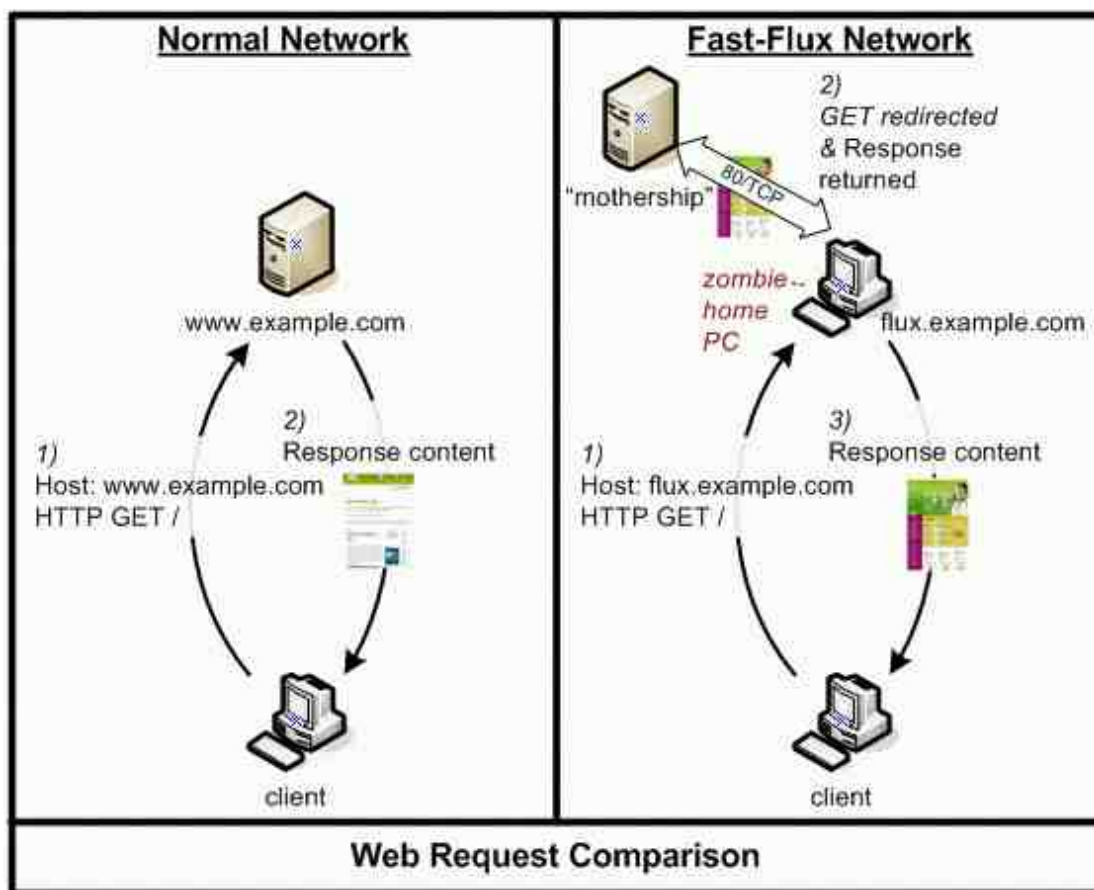 Normal Network
www.example.com
1)
Host: www.example.com
HTTP GET /
2)
Response content
client
Fast-Flux Network
"mothership"
80/TCP
2)
GET redirected
& Response
returned
zombie
home
PC
flux.example.com
1)
Host: flux.example.com
HTTP GET /
3)
Response content
client
Web Request Comparison